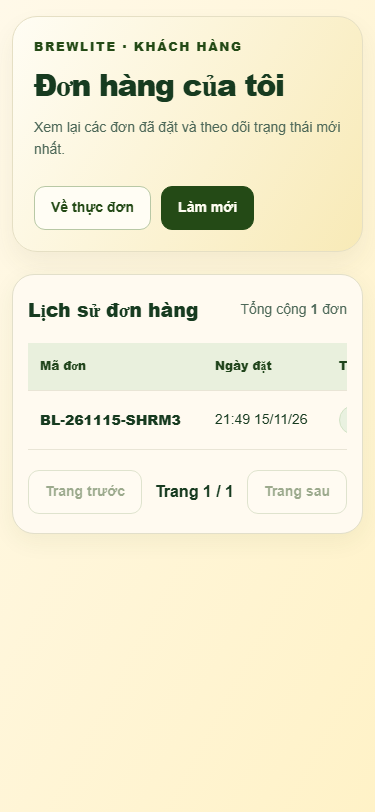 BREWLITE · KHÁCH HÀNG
Đơn hàng của tôi
Xem lại các đơn đã đặt và theo dõi trạng thái mới
nhất.
Về thực đơn
Làm mới
Lịch sử đơn hàng
Tổng cộng 1 đơn
Mã đơn
Ngày đặt
T
BL-261115-SHRM3
21:49 15/11/26
Trang trước
Trang 1 / 1
Trang sau